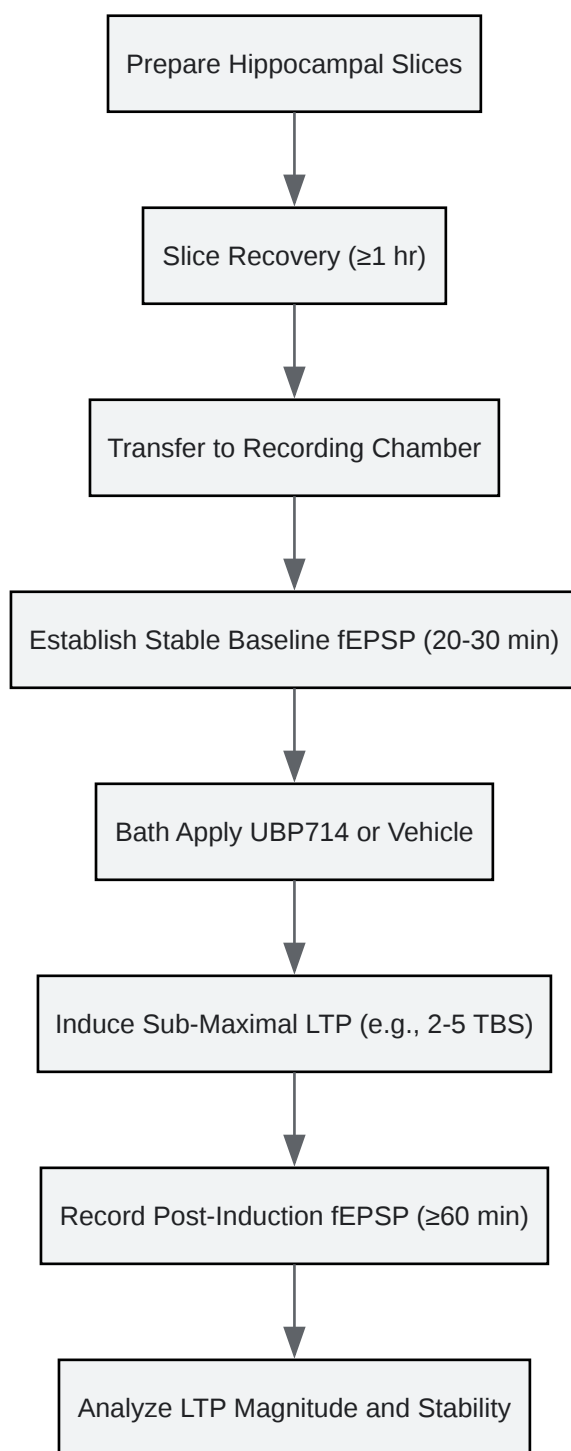 Prepare Hippocampal Slices
Slice Recovery (≥1 hr)
Transfer to Recording Chamber
Establish Stable Baseline fEPSP (20-30 min)
Bath Apply UBP714 or Vehicle
Induce Sub-Maximal LTP (e.g., 2-5 TBS)
Record Post-Induction fEPSP (≥60 min)
Analyze LTP Magnitude and Stability